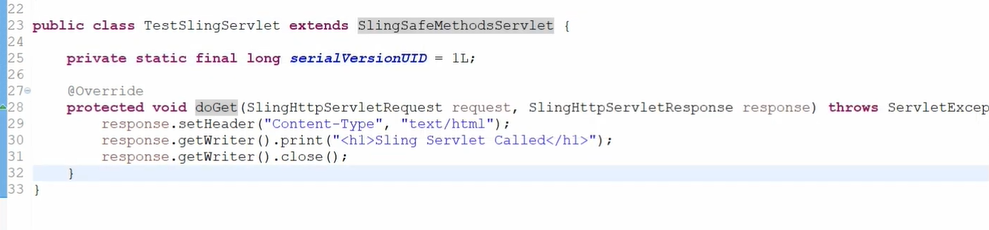 22
23 public class TestSlingServlet extends SlingSafeMethodsServlet {
24
25     private static final long serialVersionUID = 1L;
26
27     @Override
28     protected void doGet(SlingHttpServletRequest request, SlingHttpServletResponse response) throws ServletExcep
29         response.setHeader("Content-Type", "text/html");
30         response.getWriter().print("<h1>Sling Servlet Called</h1>");
31         response.getWriter().close();
32     }
33 }